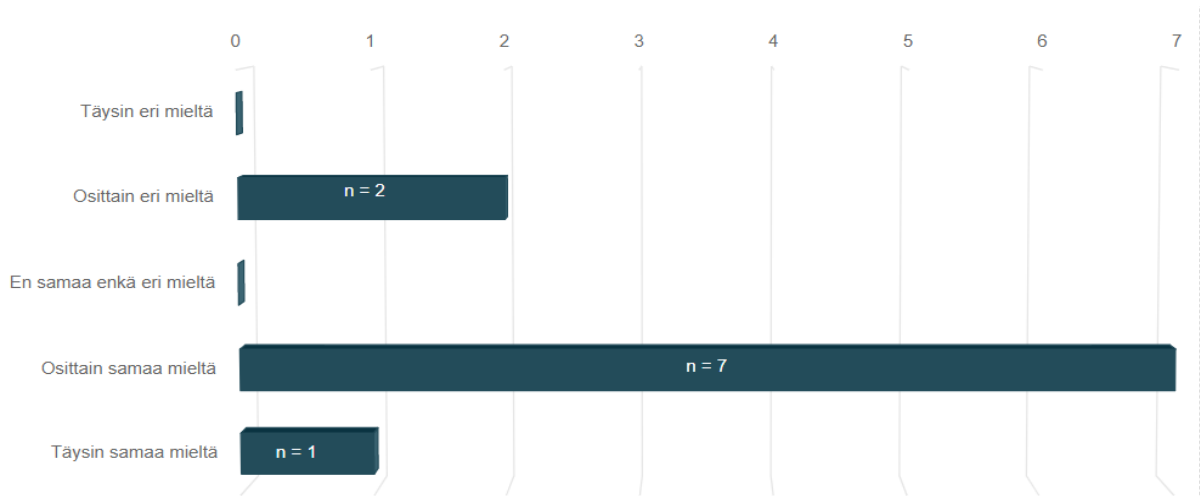 0 1 2 3 4 5 6 7
Täysin eri mieltä
Osittain eri mieltä n = 2
En samaa enkä eri mieltä
Osittain samaa mieltä n = 7
Täysin samaa mieltä n = 1